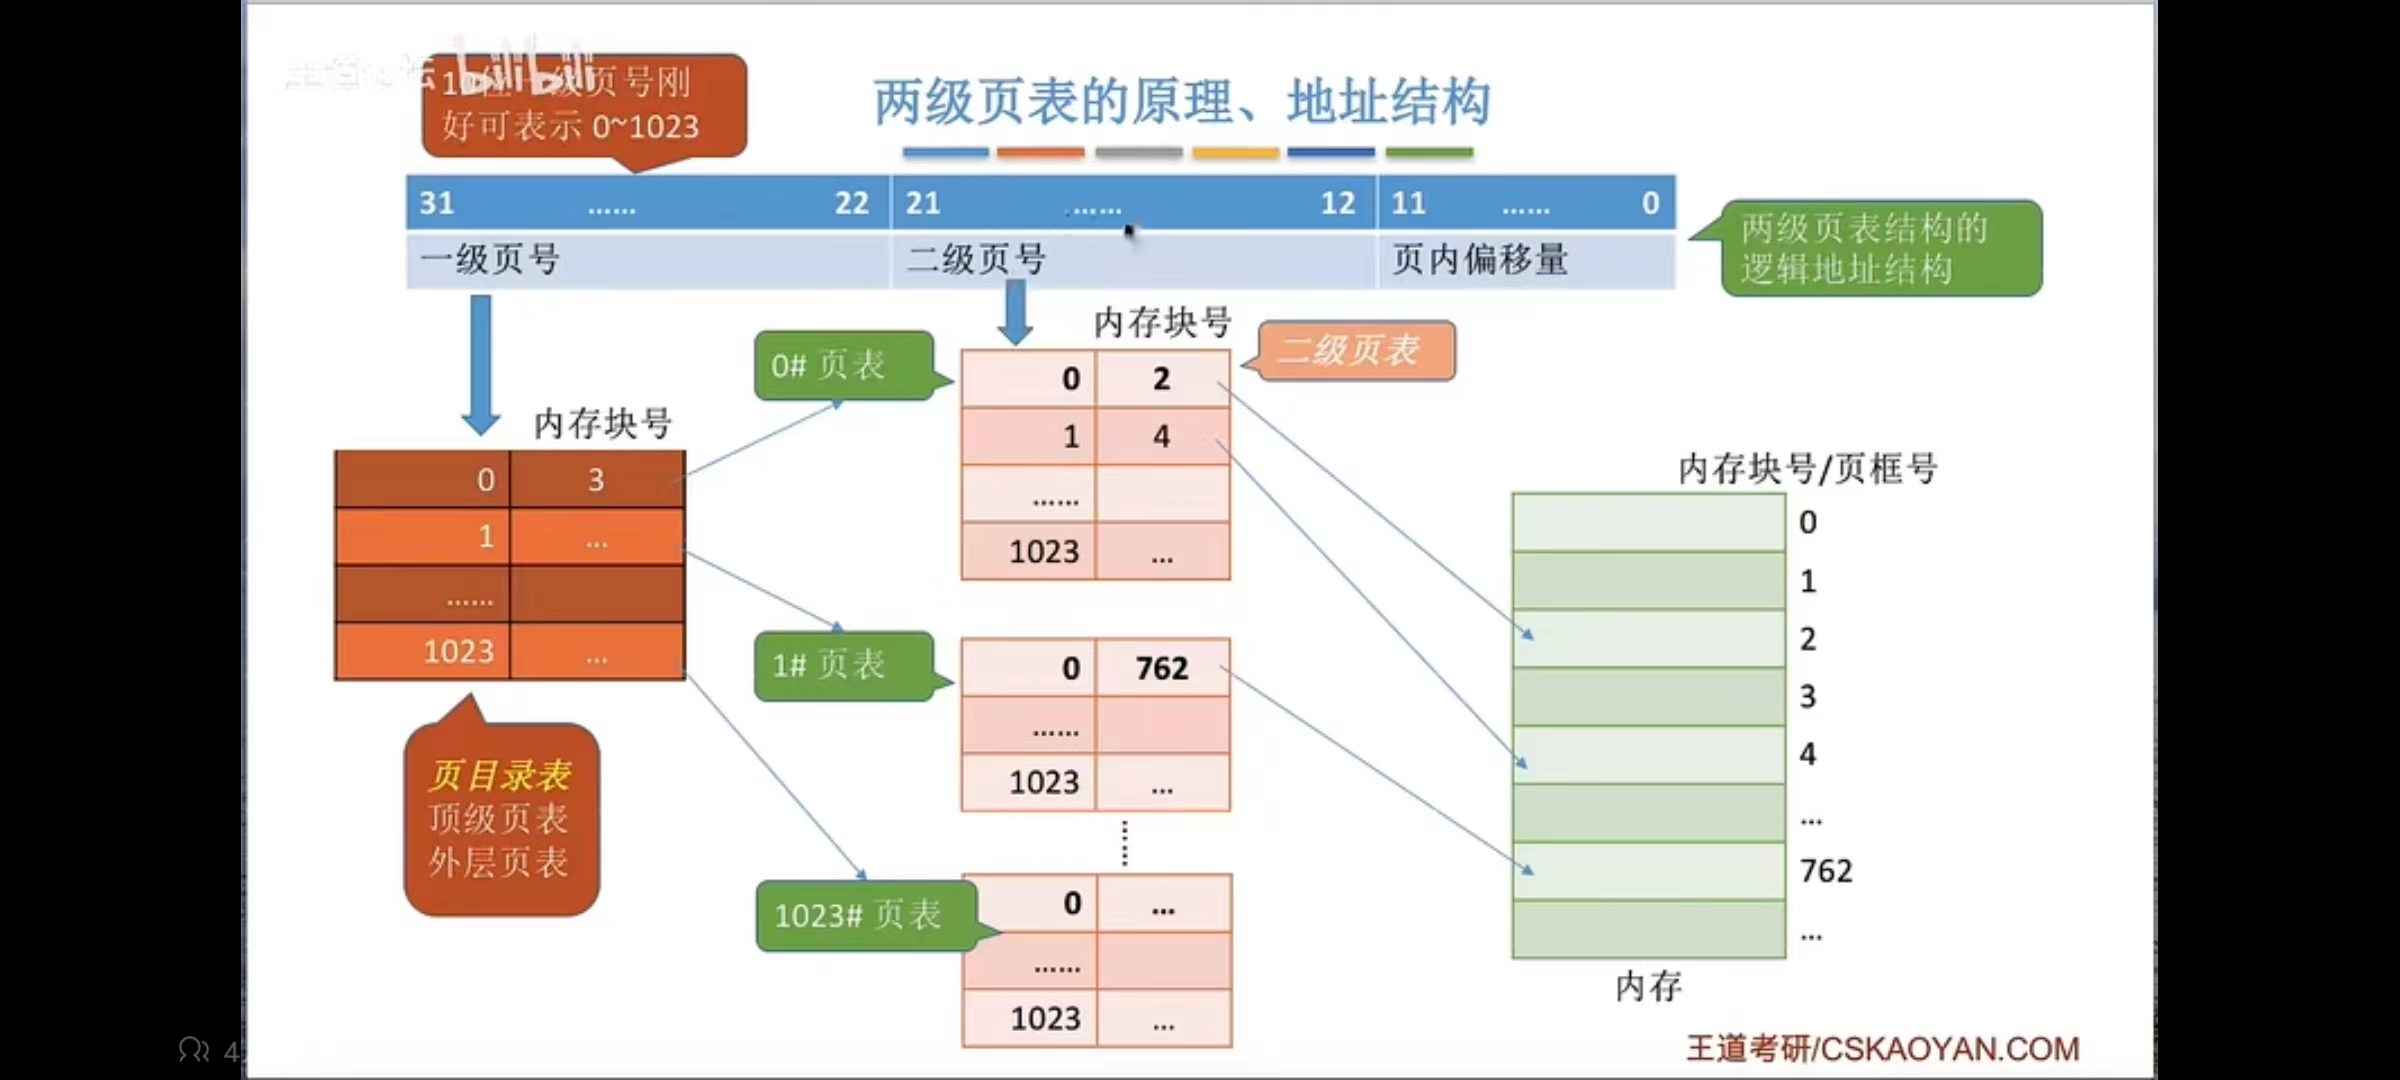 bilibili
级页号刚
好可表示 0~1023
两级页表的原理、地址结构
31 …… 22 21 …… 12 11 …… 0
一级页号 二级页号 页内偏移量
两级页表结构的
逻辑地址结构
内存块号
0 3
1 …
……
1023 …
页目录表
顶级页表
外层页表
0# 页表
内存块号
二级页表
0 2
1 4
……
1023 …
1# 页表
0 762
……
1023 …
1023# 页表
0 …
……
1023 …
内存块号/页框号
0
1
2
3
4
…
762
…
内存
王道考研/CSKAOYAN.COM
4